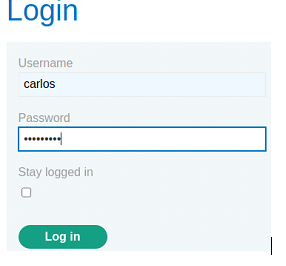 Login
Username
carlos
Password
•••••••••
Stay logged in
Log in